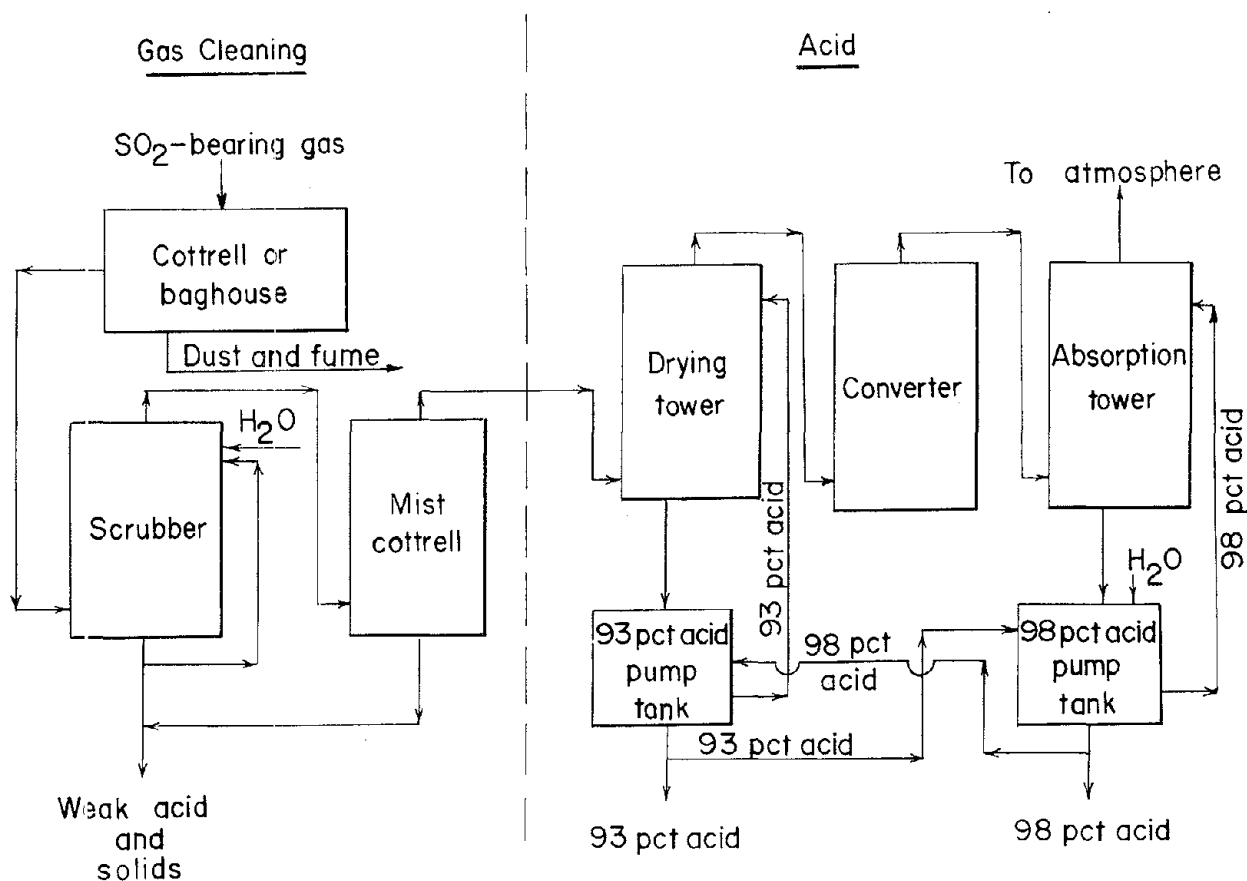 Gas Cleaning
SO2-bearing gas
Cottrell or
baghouse
Dust and fume
H2O
Scrubber
Mist
cottrell
Weak acid
and
solids
Acid
To atmosphere
Drying
tower
Converter
Absorption
tower
93 pct acid
98 pct acid
H2O
93 pct acid
pump
tank
98 pct
acid
98 pct acid
pump
tank
93 pct acid
93 pct acid
98 pct acid